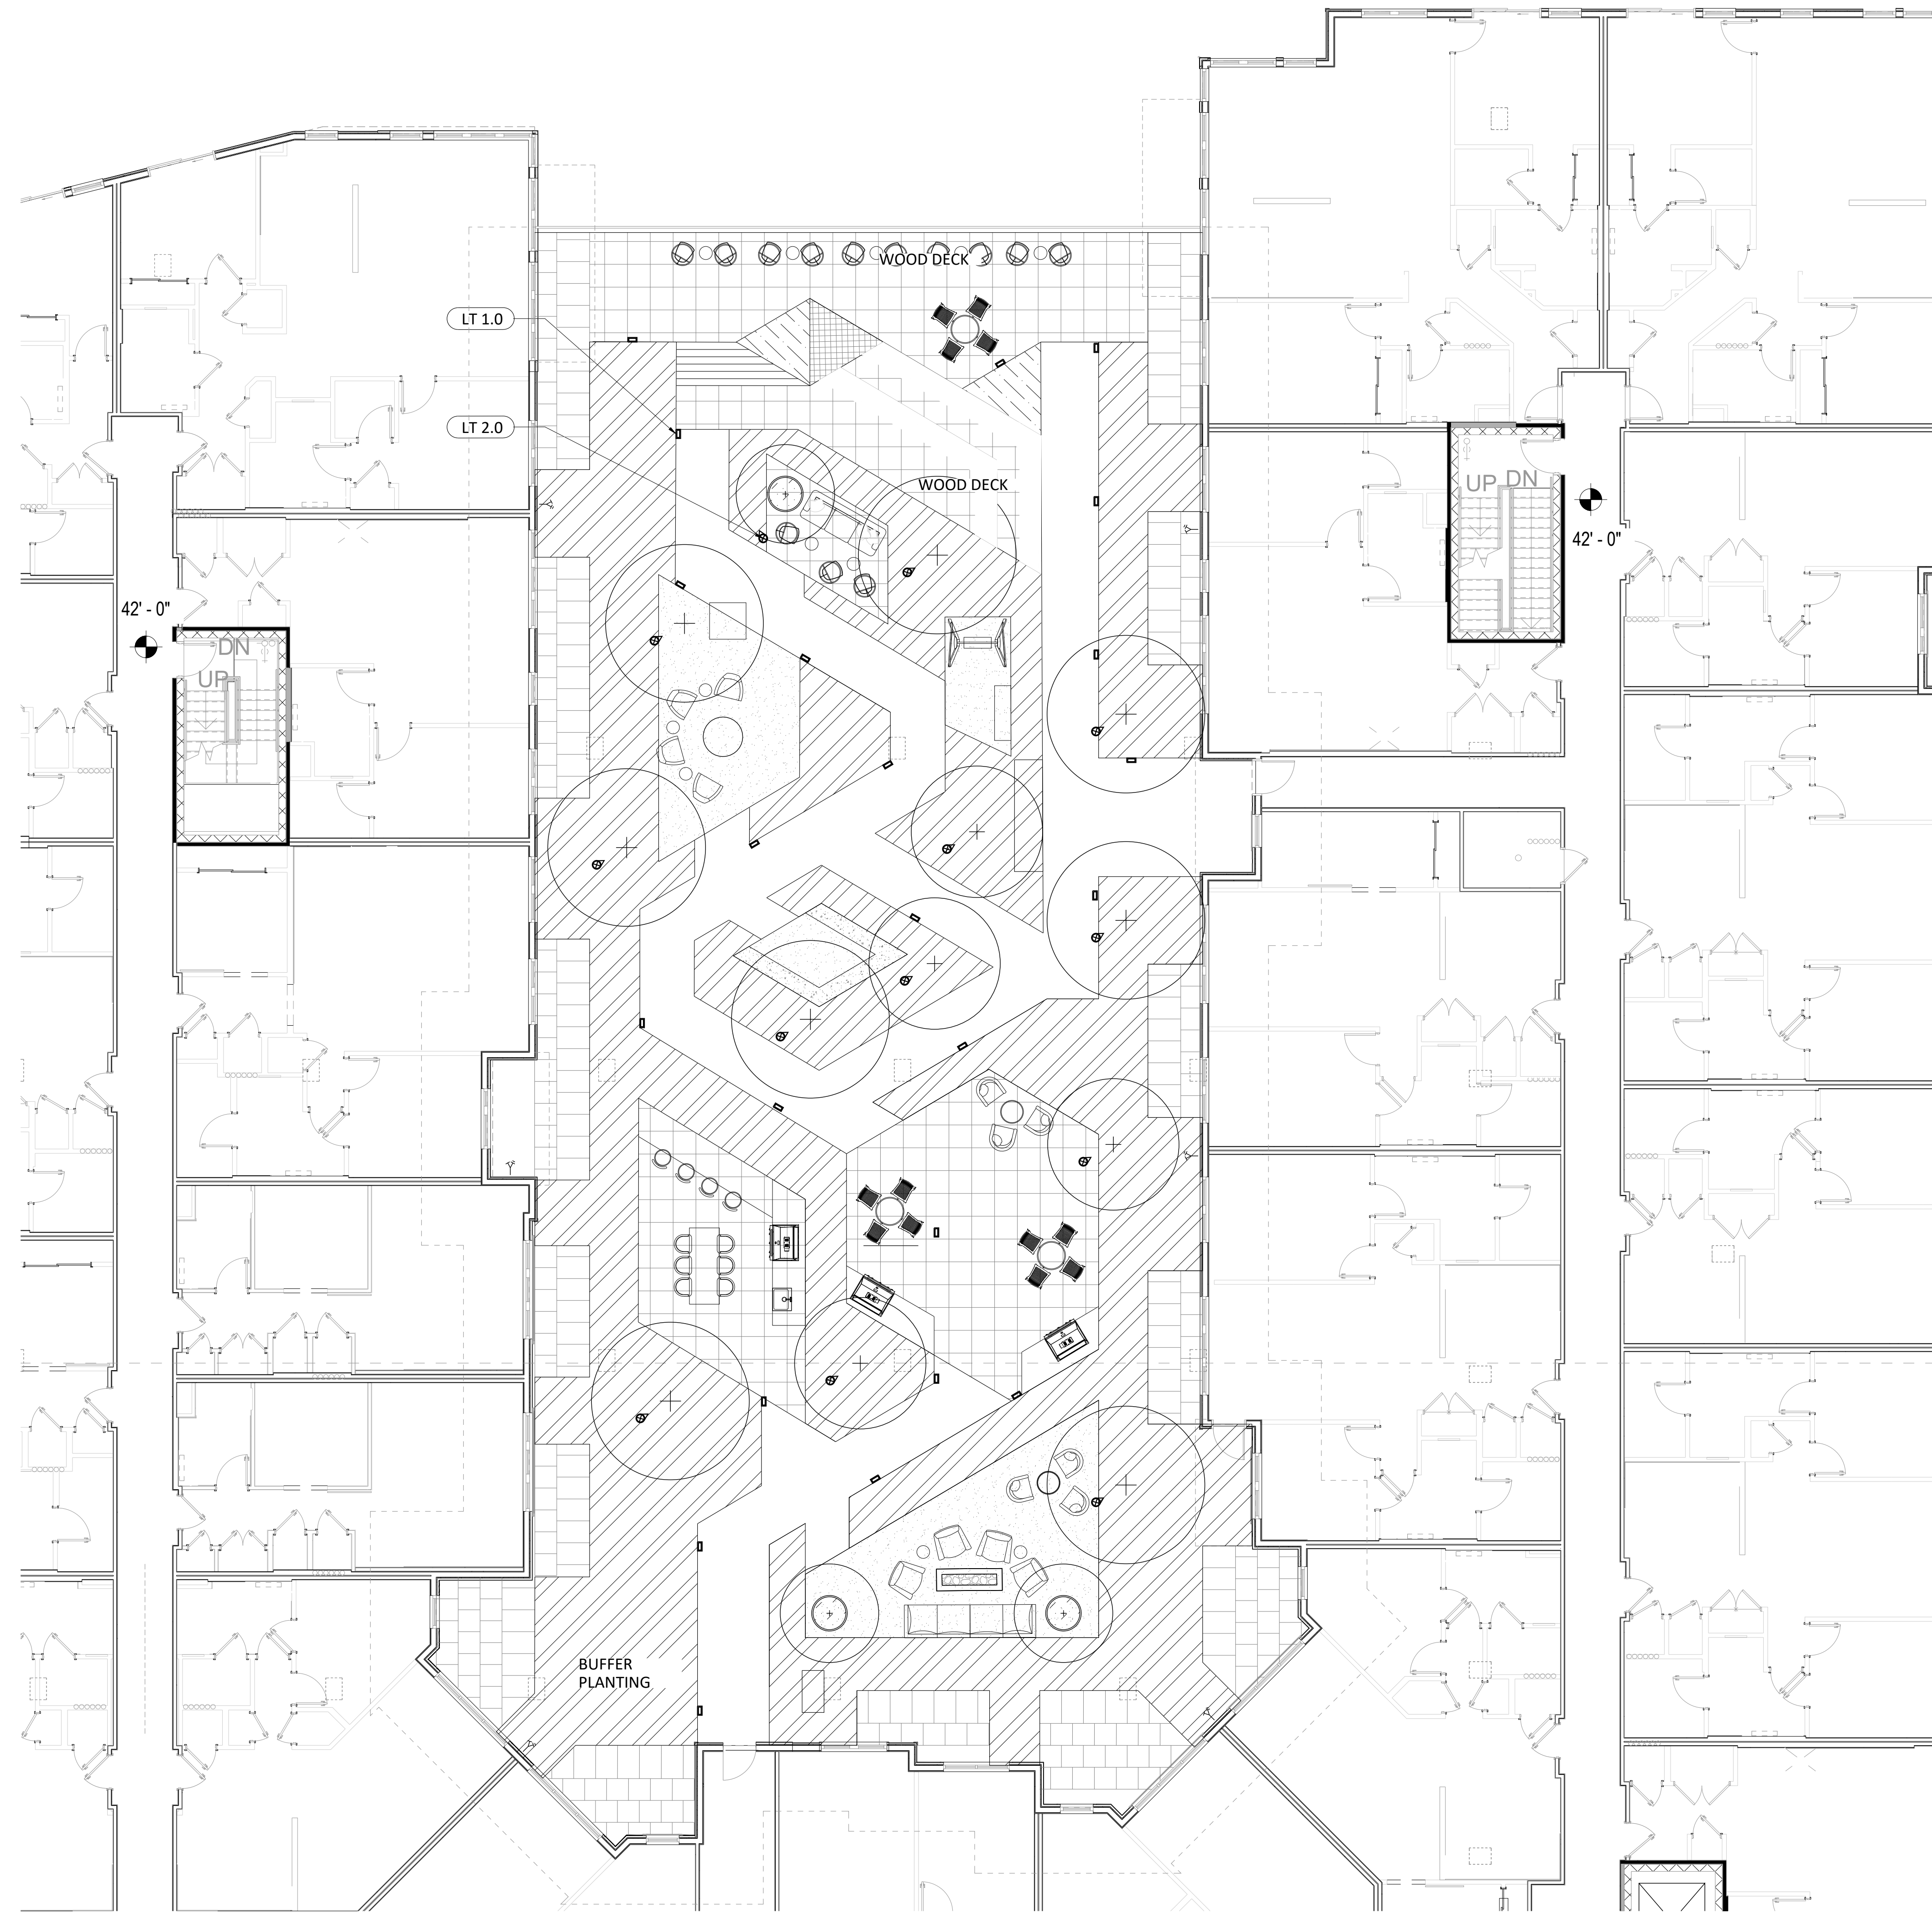 WOOD DECK
LT 1.0
LT 2.0
WOOD DECK
UP DN
42' - 0"
42' - 0"
DN
UP
BUFFER
PLANTING